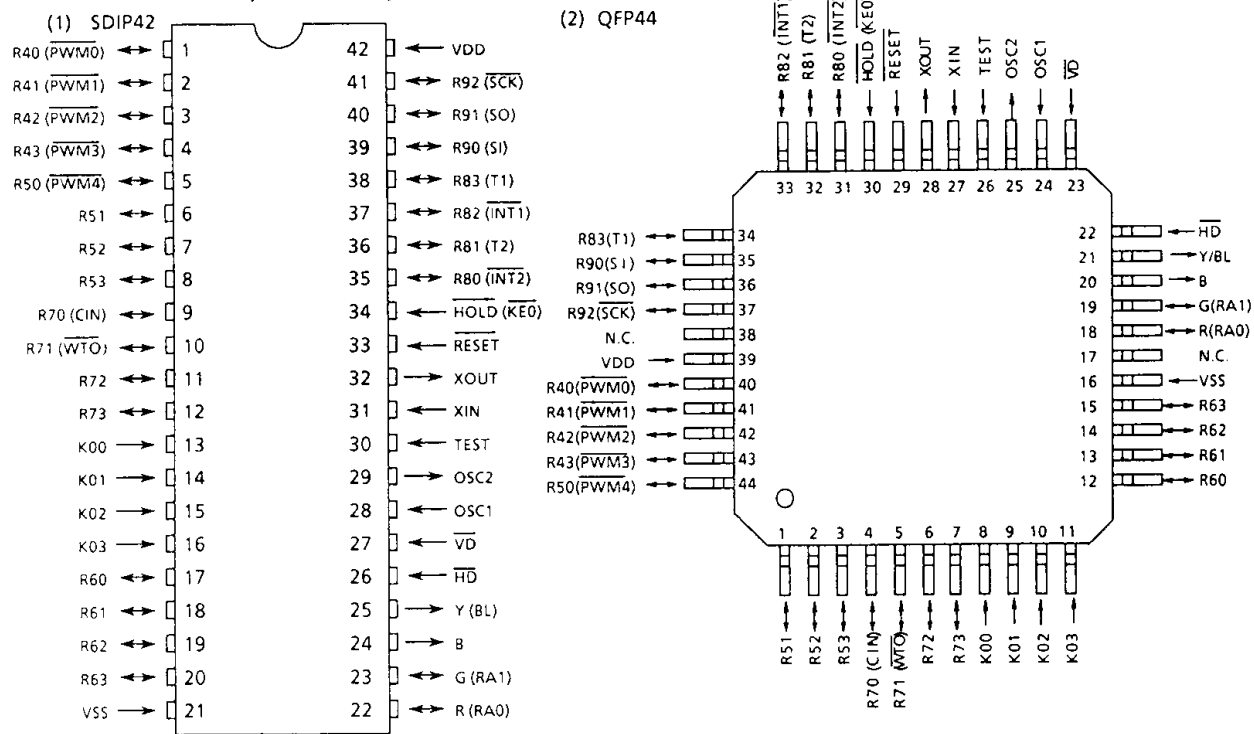 (1) SDIP42
R40 (PWM0) 1 42 VDD
R41 (PWM1) 2 41 R92 (SCK)
R42 (PWM2) 3 40 R91 (SO)
R43 (PWM3) 4 39 R90 (SI)
R50 (PWM4) 5 38 R83 (T1)
R51 6 37 R82 (INT1)
R52 7 36 R81 (T2)
R53 8 35 R80 (INT2)
R70 (CIN) 9 34 HOLD (KE0)
R71 (WTO) 10 33 RESET
R72 11 32 XOUT
R73 12 31 XIN
K00 13 30 TEST
K01 14 29 OSC2
K02 15 28 OSC1
K03 16 27 VD
R60 17 26 HD
R61 18 25 Y (BL)
R62 19 24 B
R63 20 23 G (RA1)
VSS 21 22 R (RA0)
(2) QFP44
R82 (INT1)
R81 (T2)
R80 (INT2)
HOLD (KE0)
RESET
XOUT
XIN
TEST
OSC2
OSC1
VD
33 32 31 30 29 28 27 26 25 24 23
R83(T1) 34
R90(SI) 35
R91(SO) 36
R92(SCK) 37
N.C. 38
VDD 39
R40(PWM0) 40
R41(PWM1) 41
R42(PWM2) 42
R43(PWM3) 43
R50(PWM4) 44
22 HD
21 Y/BL
20 B
19 G(RA1)
18 R(RA0)
17 N.C.
16 VSS
15 R63
14 R62
13 R61
12 R60
1 2 3 4 5 6 7 8 9 10 11
R51
R52
R53
R70 (CIN)
R71 (WTO)
R72
R73
K00
K01
K02
K03